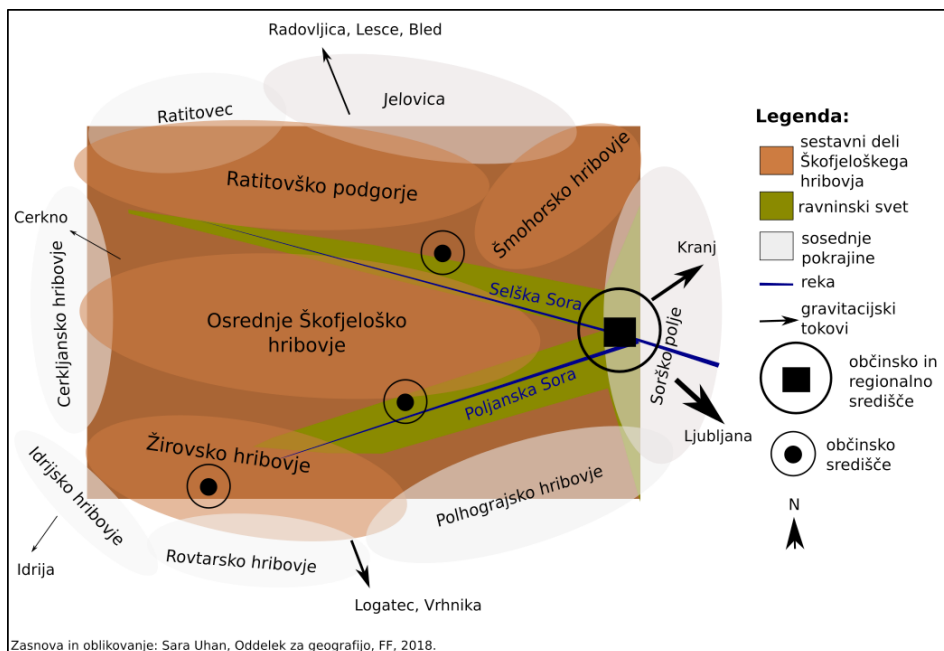 Radovljica, Lesce, Bled
Jelovica
Ratitovec
Ratitovško podgorje
Šmohorsko hribovje
Cerkno
Cerkljansko hribovje
Kranj
Selška Sora
Osrednje Škofjeloško
hribovje
Sorško polje
Poljanska Sora
Ljubljana
Žirovsko hribovje
Idrijsko hribovje
Polhograjsko hribovje
Rovtarsko hribovje
Idrija
Logatec, Vrhnika
Legenda:
sestavni deli
Škofjeloškega
hribovja
ravninski svet
sosednje
pokrajine
reka
gravitacijski
tokovi
občinsko in
regionalno
središče
občinsko
središče
N
Zasnova in oblikovanje: Sara Uhan, Oddelek za geografijo, FF, 2018.